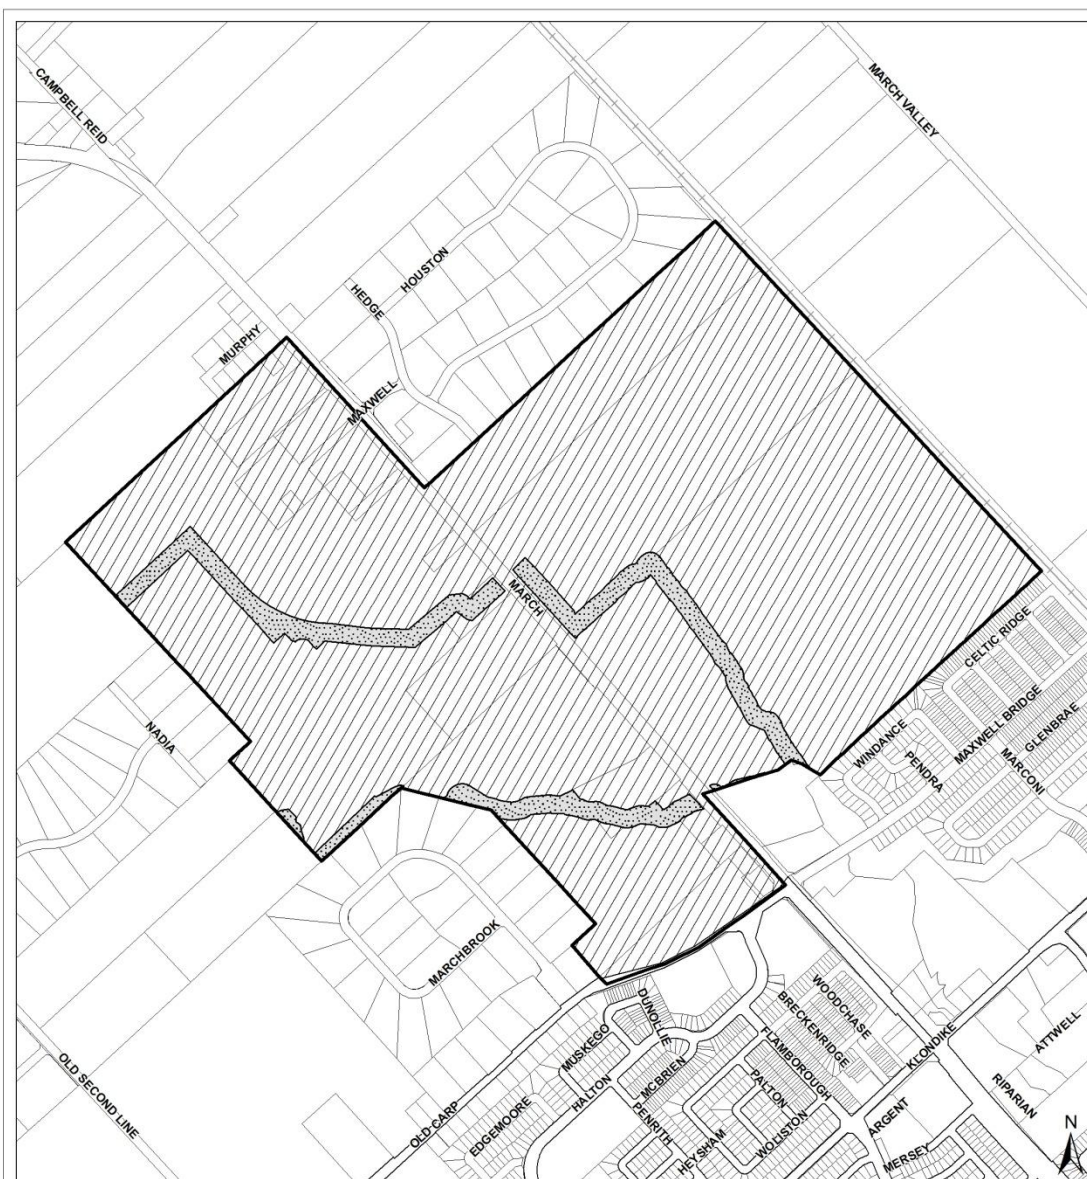 CAMPBELL REID
MARCH VALLEY
HOUSTON
HEDGE
MURPHY
MAXWELL
MARCH
CELTIC RIDGE
NADIA
WINDANCE
MAXWELL BRIDGE
GLENBRAE
PENDRA
MARCONI
MARCHBROOK
WOODCHASE
BRECKENRIDGE
DUNOLLIE
MUSKEGO
FLAMBOROUGH
KLONDIKE
ATTWELL
OLD SECOND LINE
HALTON
MCBRIEN
PALTON
RIPARIAN
OLD CARP
EDGEMOORE
PENRITH
HEYSHAM
WOLISTON
ARGENT
MERSEY
N